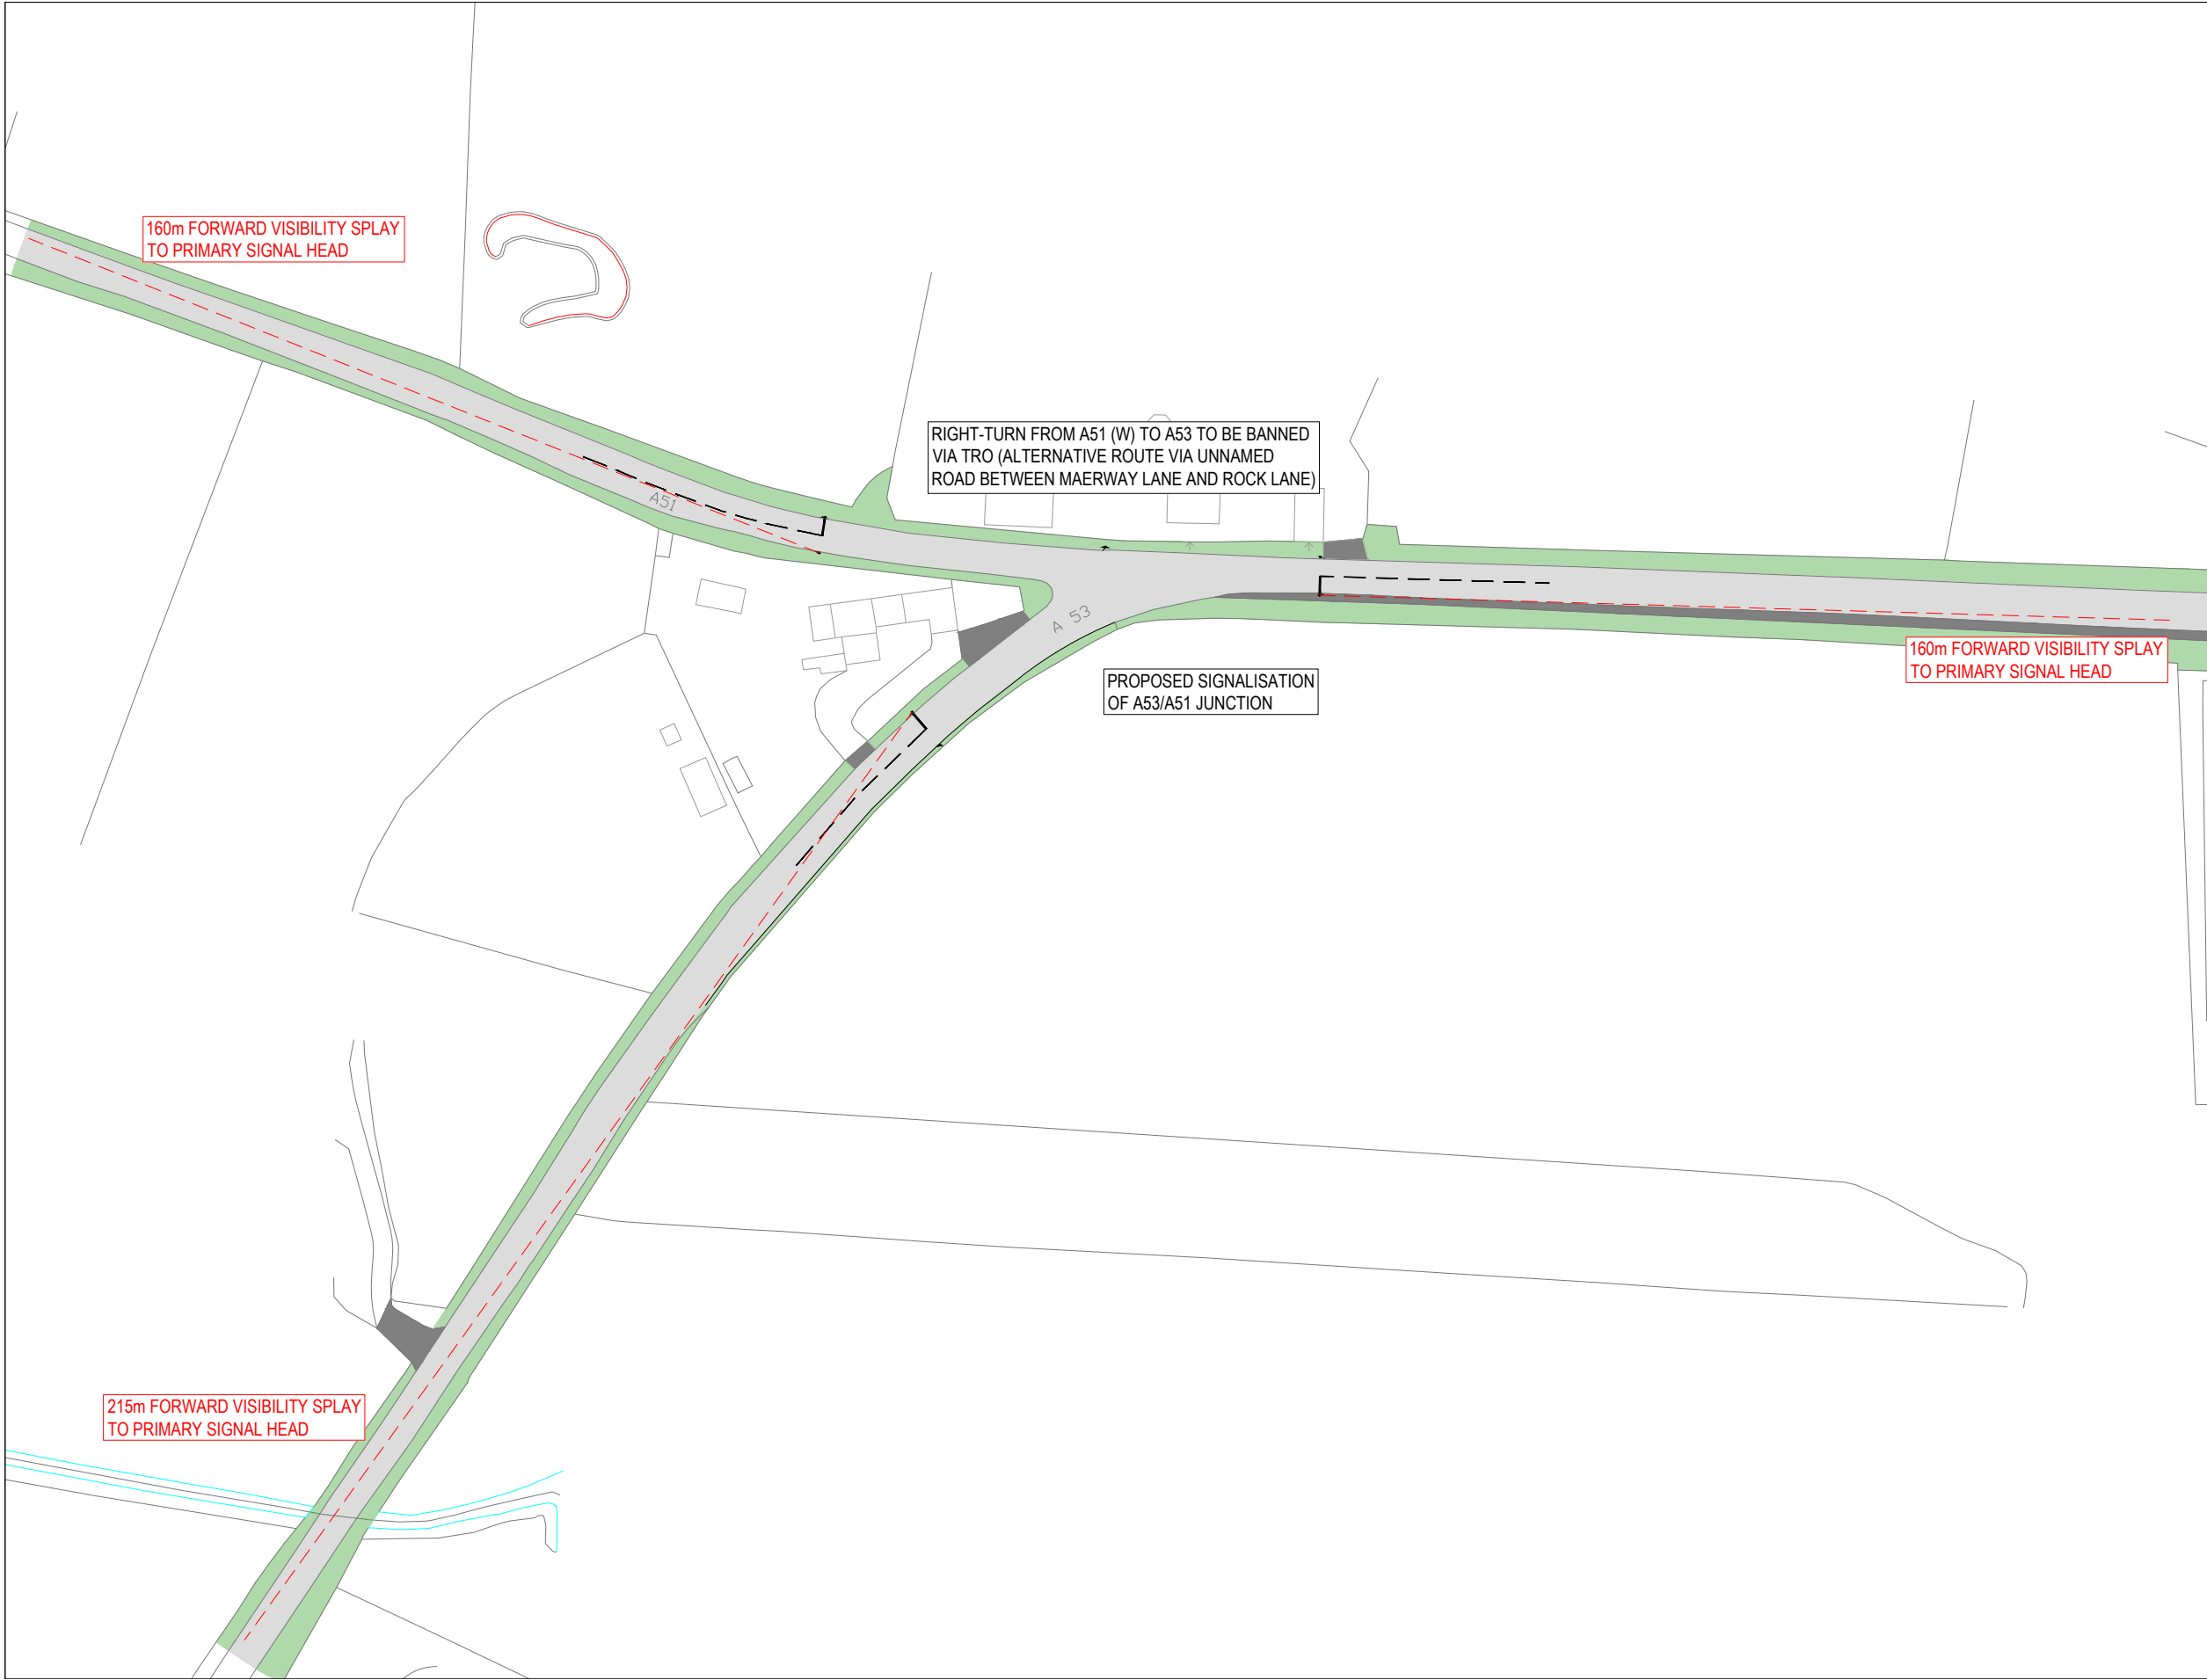 160m FORWARD VISIBILITY SPLAY
TO PRIMARY SIGNAL HEAD
RIGHT-TURN FROM A51 (W) TO A53 TO BE BANNED
VIA TRO (ALTERNATIVE ROUTE VIA UNNAMED
ROAD BETWEEN MAERWAY LANE AND ROCK LANE)
A51
A 53
160m FORWARD VISIBILITY SPLAY
TO PRIMARY SIGNAL HEAD
PROPOSED SIGNALISATION
OF A53/A51 JUNCTION
215m FORWARD VISIBILITY SPLAY
TO PRIMARY SIGNAL HEAD